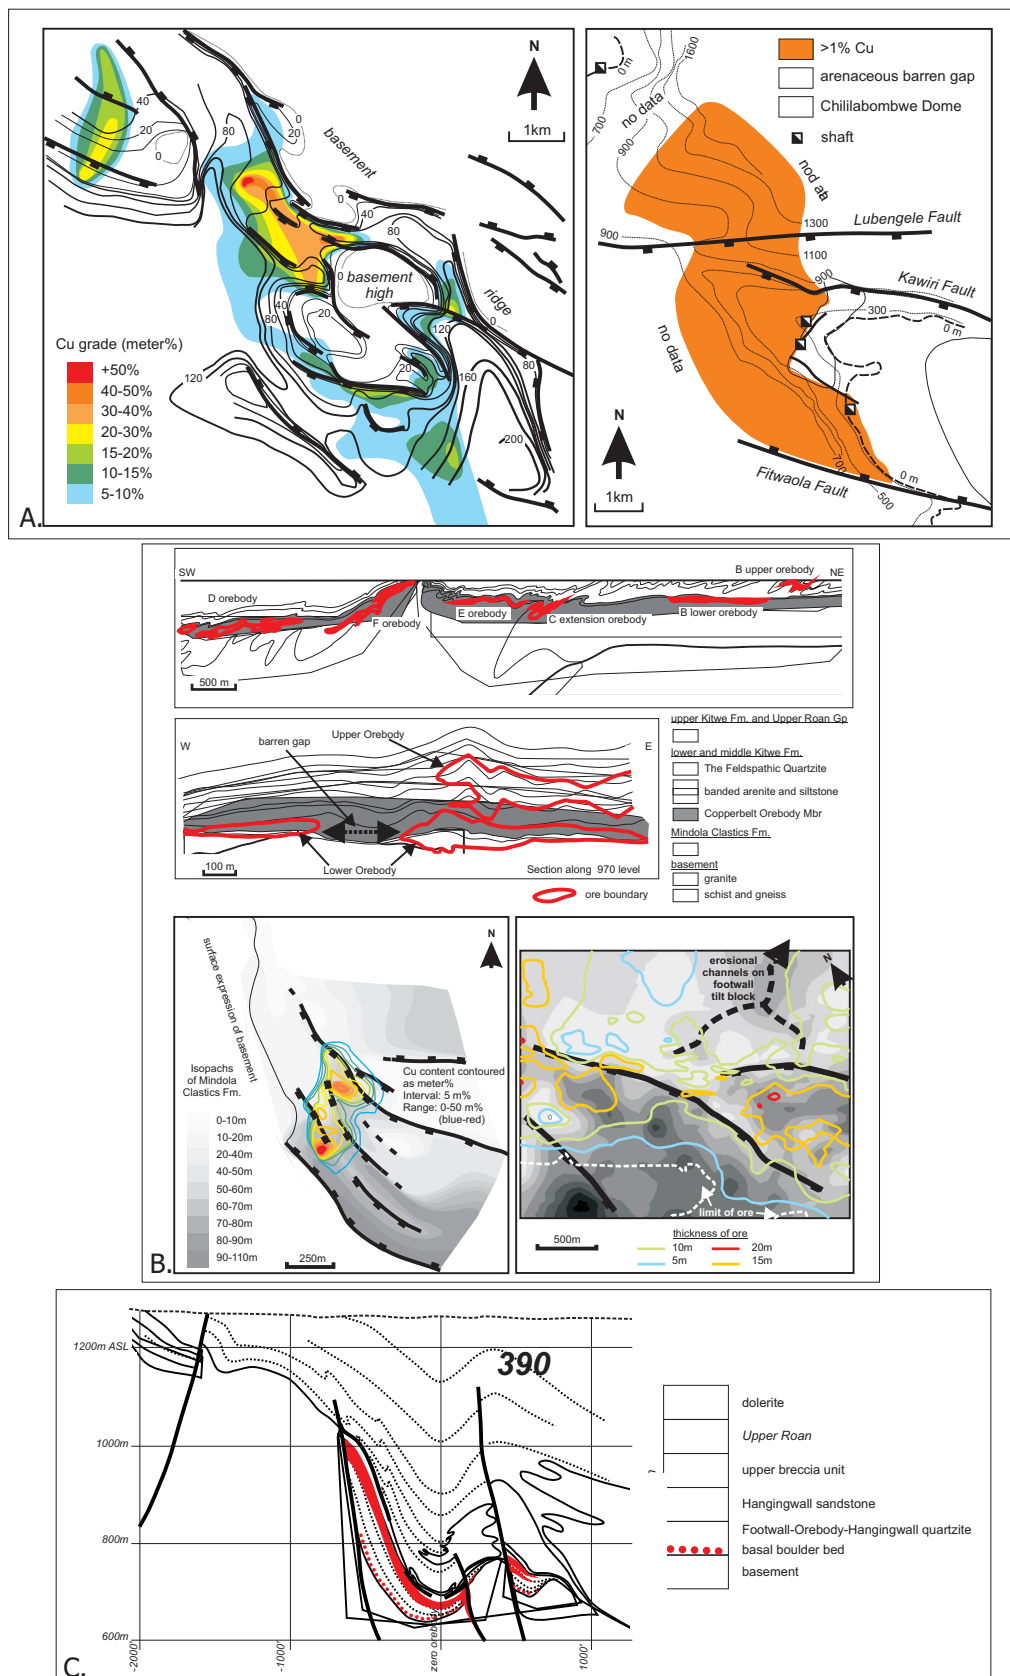 A.
40
20
0
80
0
20
basement
N
1km
0
40
80
0
basement
high
40
80
20
ridge
0
120
80
20
160
120
200
Cu grade (meter%)
+50%
40-50%
30-40%
20-30%
15-20%
10-15%
5-10%
0 m
1600
700
no data
900
>1% Cu
arenaceous barren gap
Chililabombwe Dome
shaft
nod ata
1300
Lubengele Fault
900
1100
900
Kawiri Fault
300
0 m
no data
N
1km
700
Fitwaola Fault
500
0 m
B.
SW
NE
B upper orebody
D orebody
F orebody
E orebody
C extension orebody
B lower orebody
500 m
W
E
barren gap
Upper Orebody
100 m
Lower Orebody
Section along 970 level
upper Kitwe Fm. and Upper Roan Gp
lower and middle Kitwe Fm.
The Feldspathic Quartzite
banded arenite and siltstone
Copperbelt Orebody Mbr
Mindola Clastics Fm.
basement
granite
schist and gneiss
ore boundary
surface expression of basement
N
Isopachs
of Mindola
Clastics Fm.
0-10m
10-20m
20-40m
40-50m
50-60m
60-70m
70-80m
80-90m
90-110m
Cu content contoured
as meter%
Interval: 5 m%
Range: 0-50 m%
(blue-red)
250m
erosional
channels on
footwall
tilt block
N
0
limit of ore
500m
thickness of ore
10m
20m
5m
15m
C.
1200m ASL
1000m
800m
600m
390
-2000'
-1000'
zero oreb
1000'
dolerite
Upper Roan
upper breccia unit
Hangingwall sandstone
Footwall-Orebody-Hangingwall quartzite
basal boulder bed
basement